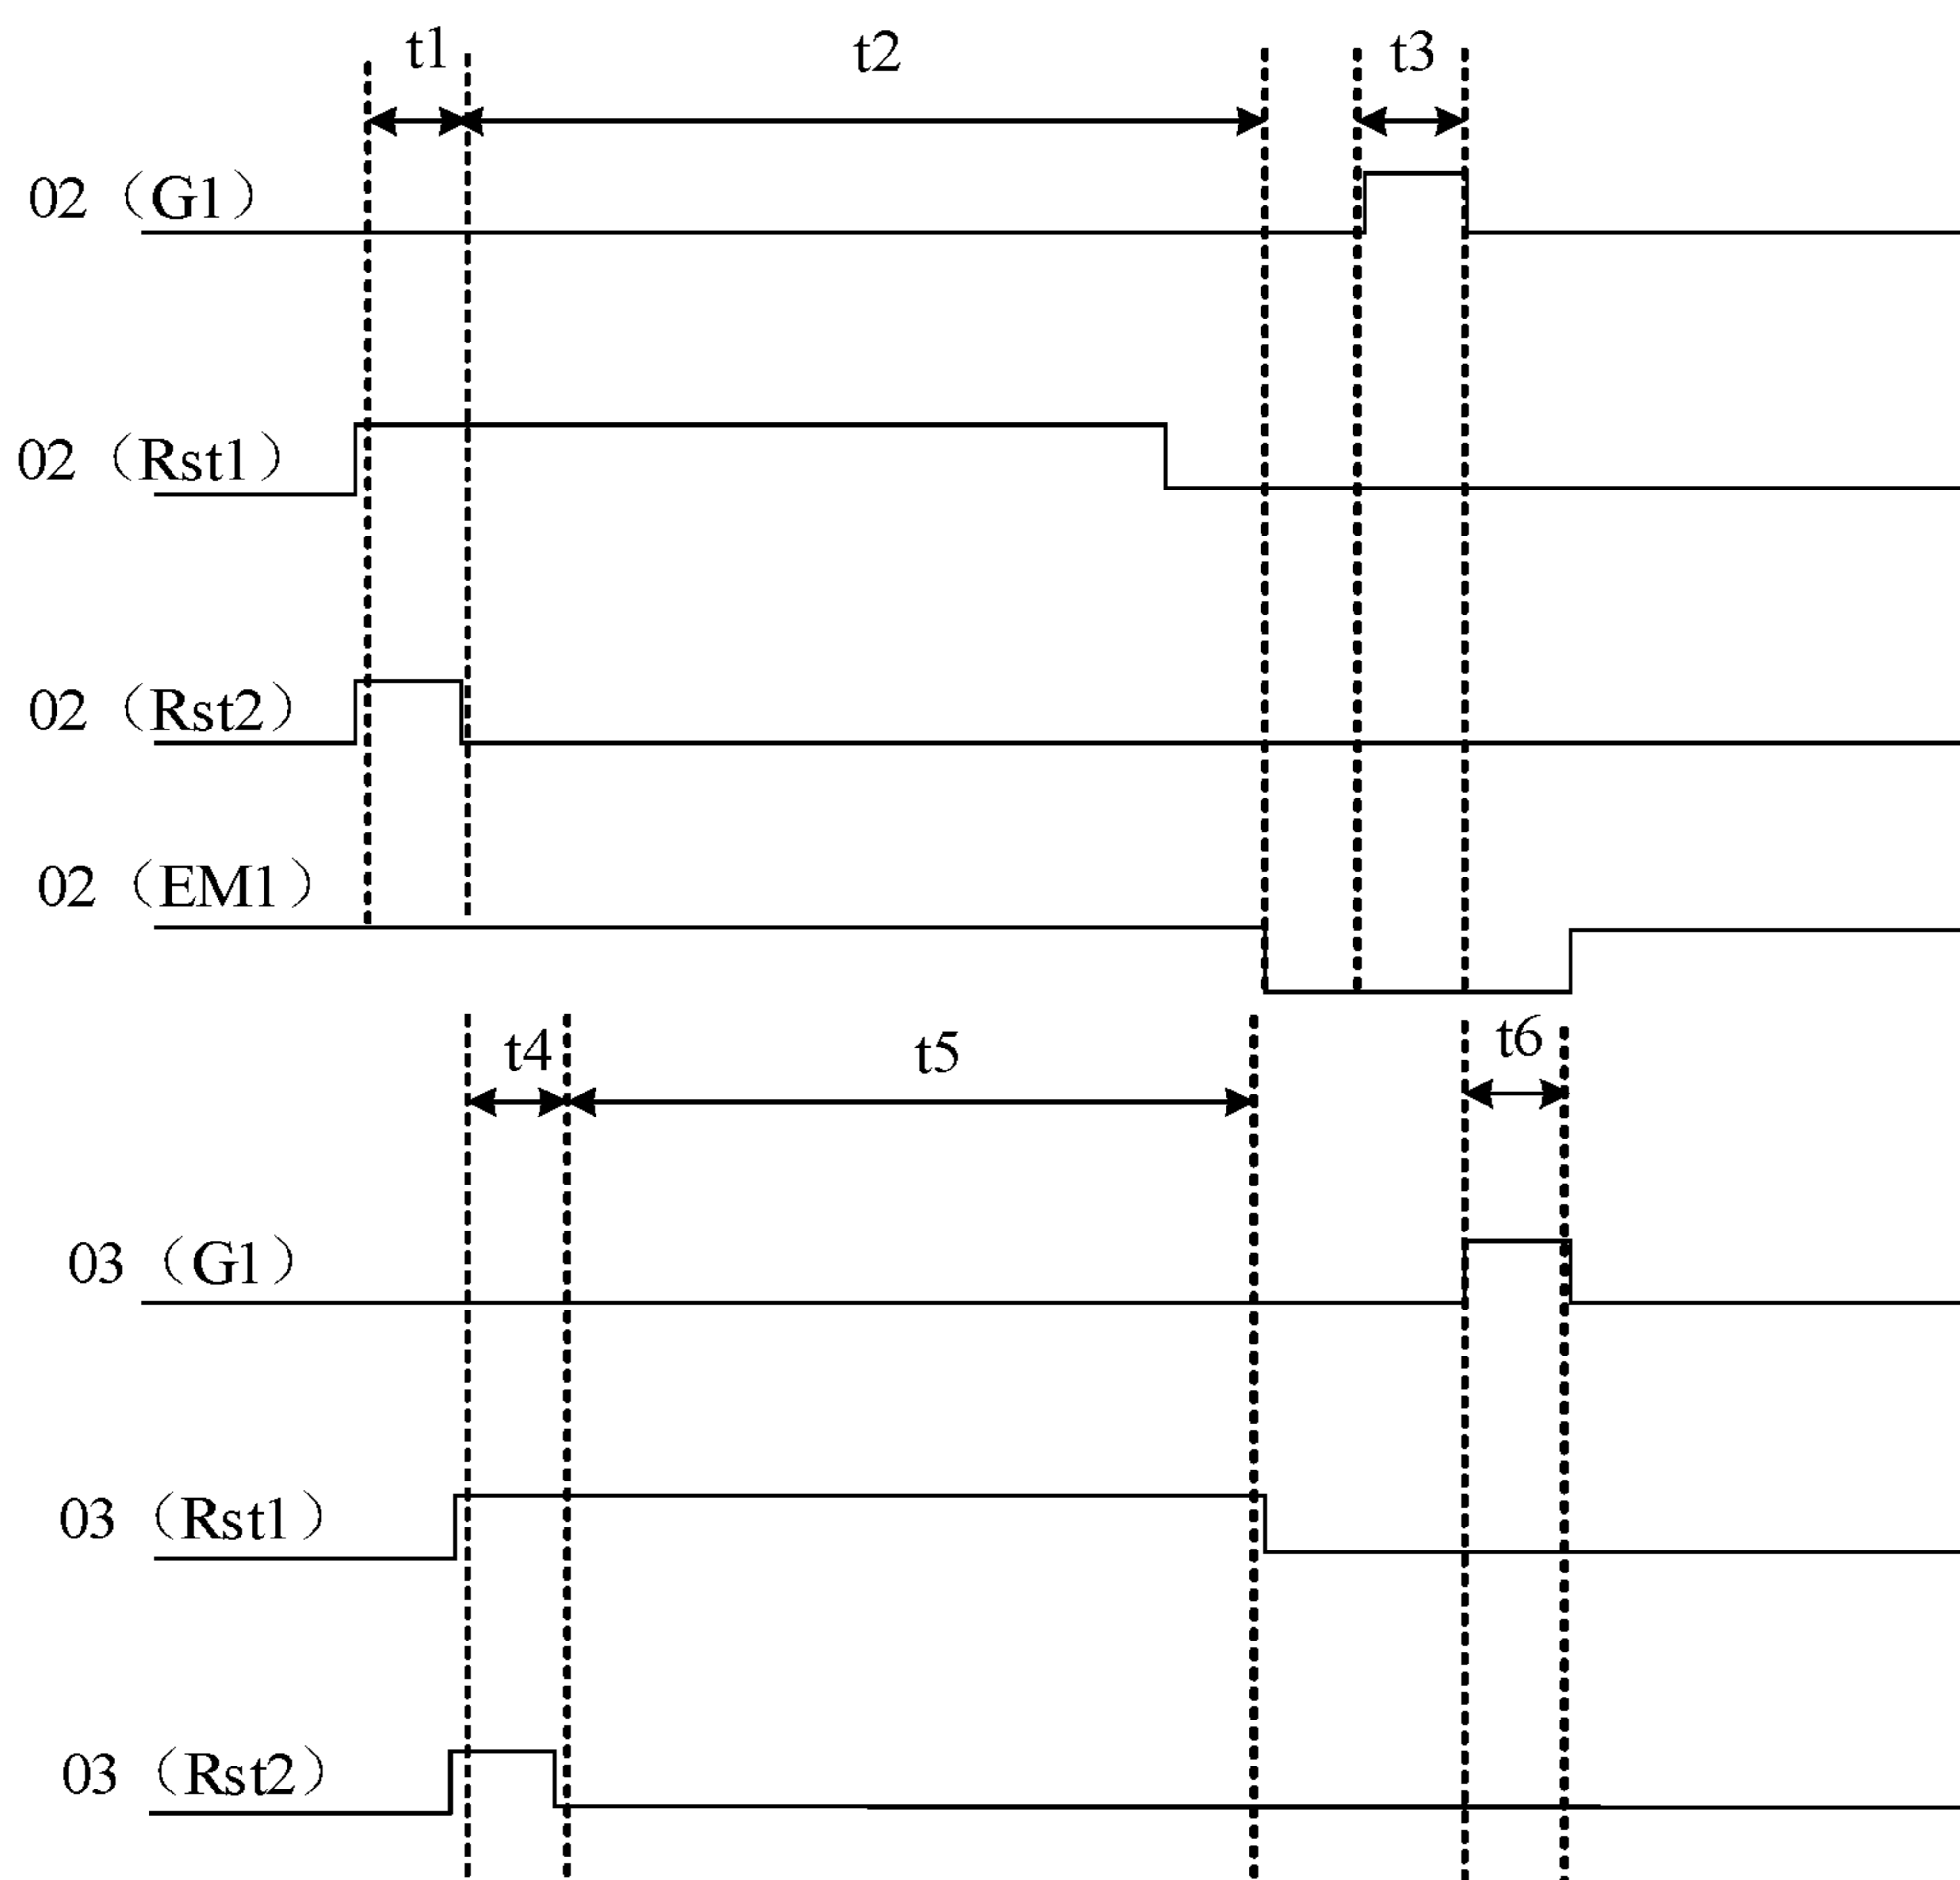 t1 t2 t3
02（G1）
02（Rst1）
02（Rst2）
02（EM1）
t4 t5 t6
03（G1）
03（Rst1）
03（Rst2）